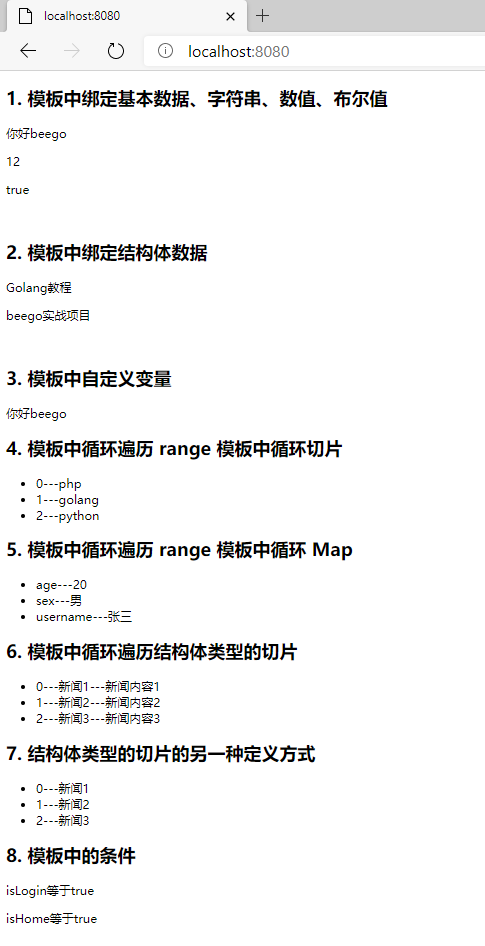 localhost:8080
localhost:8080
1. 模板中绑定基本数据、字符串、数值、布尔值
你好beego
12
true
2. 模板中绑定结构体数据
Golang教程
beego实战项目
3. 模板中自定义变量
你好beego
4. 模板中循环遍历 range 模板中循环切片
0---php
1---golang
2---python
5. 模板中循环遍历 range 模板中循环 Map
age---20
sex---男
username---张三
6. 模板中循环遍历结构体类型的切片
0---新闻1---新闻内容1
1---新闻2---新闻内容2
2---新闻3---新闻内容3
7. 结构体类型的切片的另一种定义方式
0---新闻1
1---新闻2
2---新闻3
8. 模板中的条件
isLogin等于true
isHome等于true